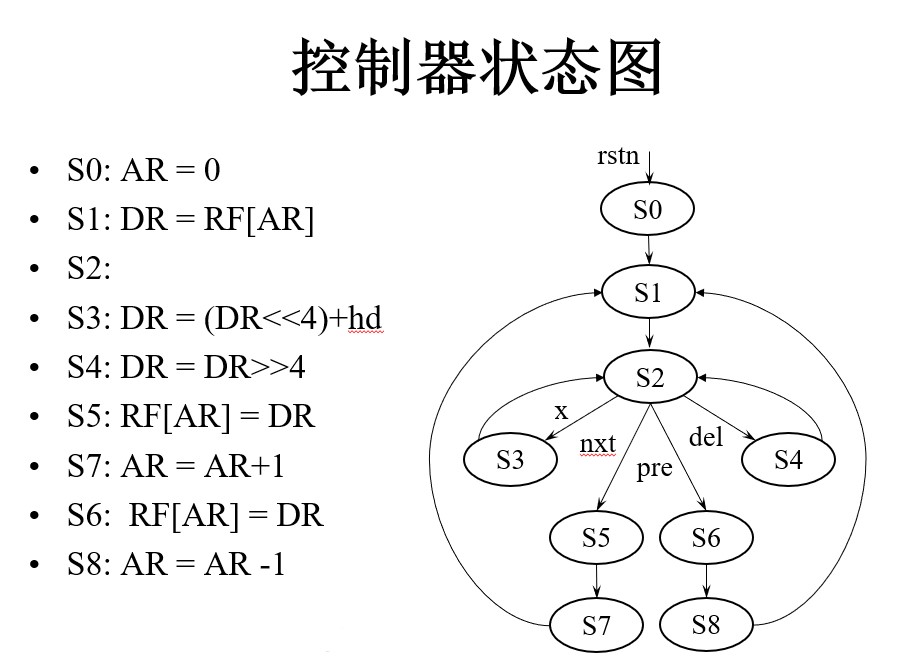 控制器状态图
• S0: AR = 0
• S1: DR = RF[AR]
• S2:
• S3: DR = (DR<<4)+hd
• S4: DR = DR>>4
• S5: RF[AR] = DR
• S7: AR = AR+1
• S6:  RF[AR] = DR
• S8: AR = AR -1
rstn
S0
S1
S2
x
nxt
pre
del
S3
S4
S5
S6
S7
S8